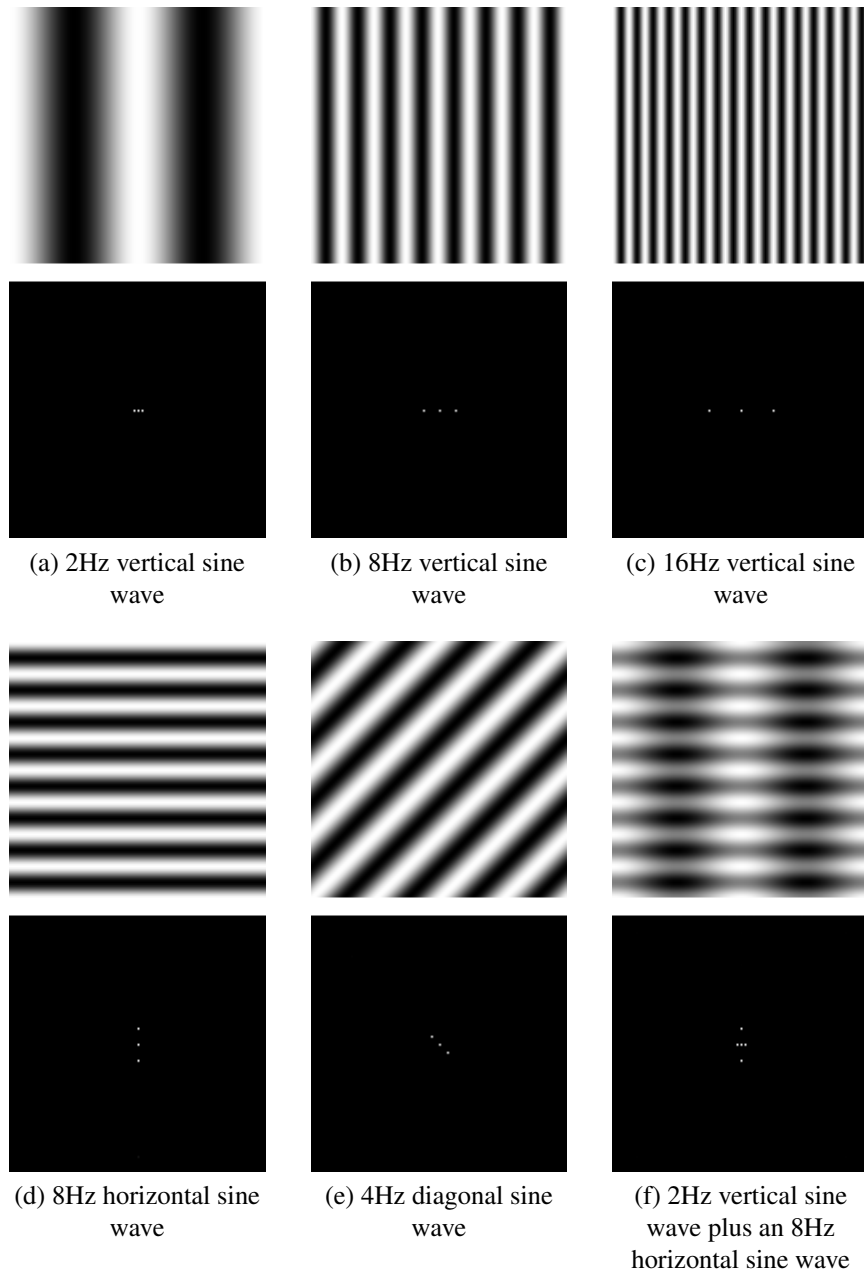 (a) 2Hz vertical sine
wave
(b) 8Hz vertical sine
wave
(c) 16Hz vertical sine
wave
(d) 8Hz horizontal sine
wave
(e) 4Hz diagonal sine
wave
(f) 2Hz vertical sine
wave plus an 8Hz
horizontal sine wave